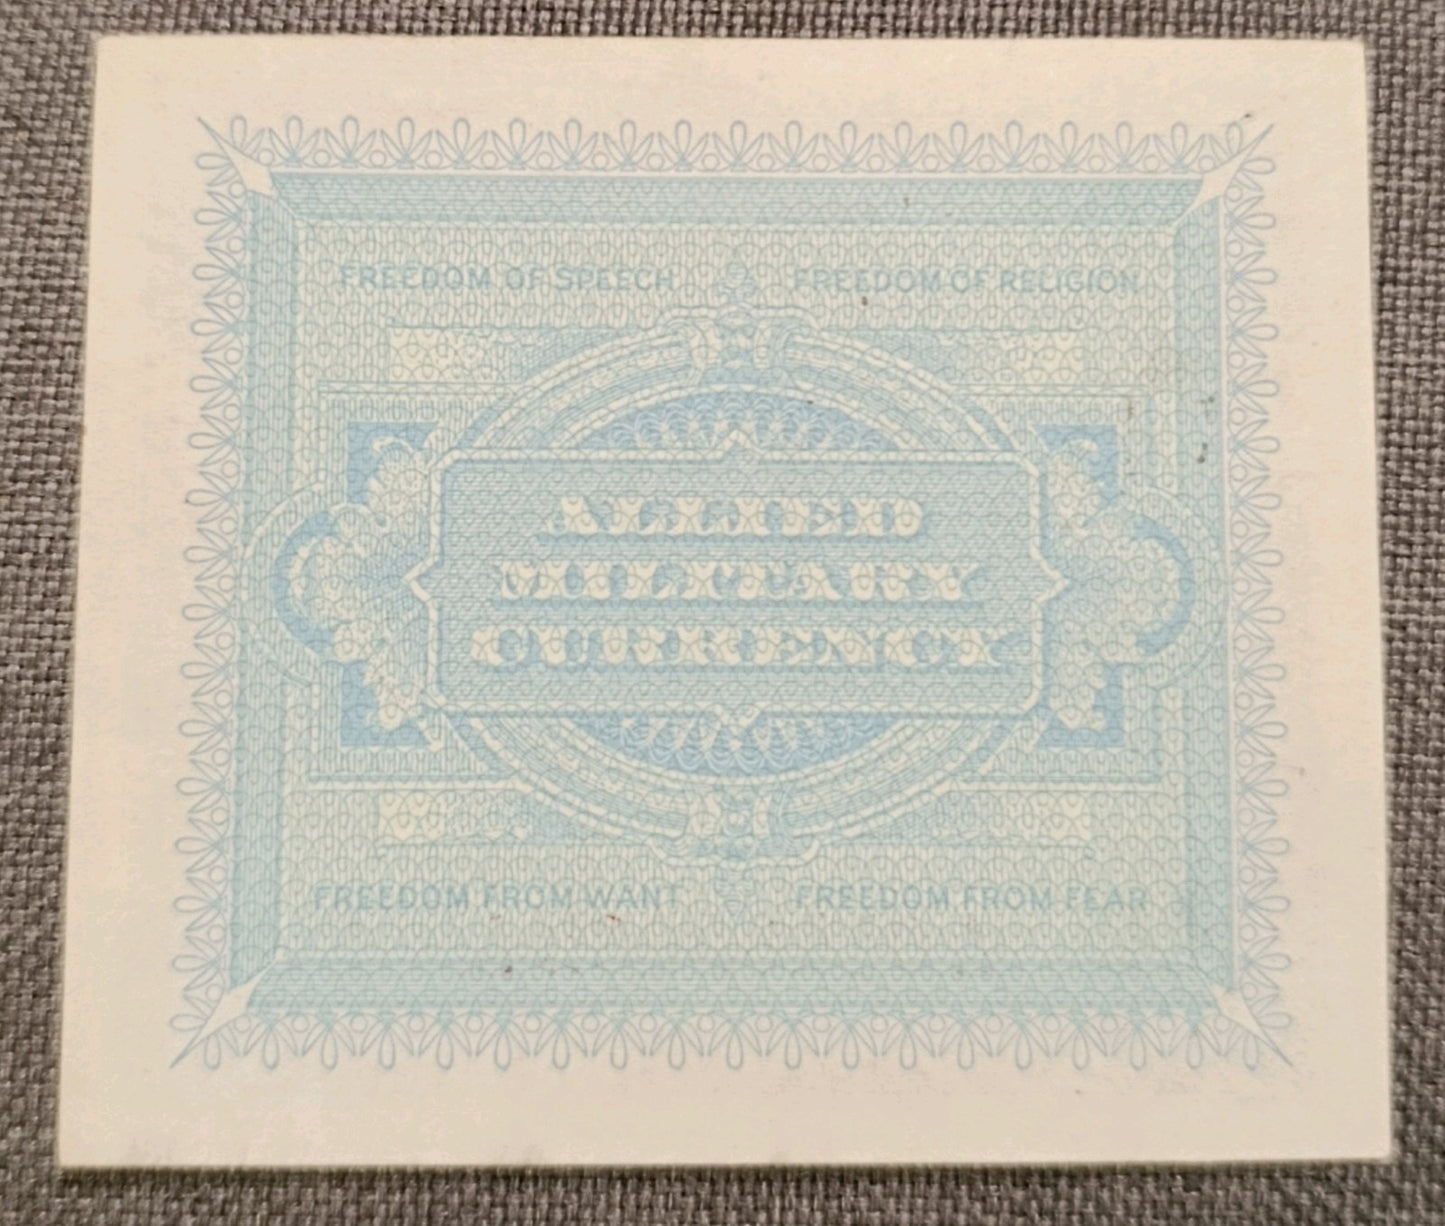 FREEDOM OF SPEECH FREEDOM OF RELIGION
ALLIED
MILITARY
CURRENCY
FREEDOM FROM WANT FREEDOM FROM FEAR